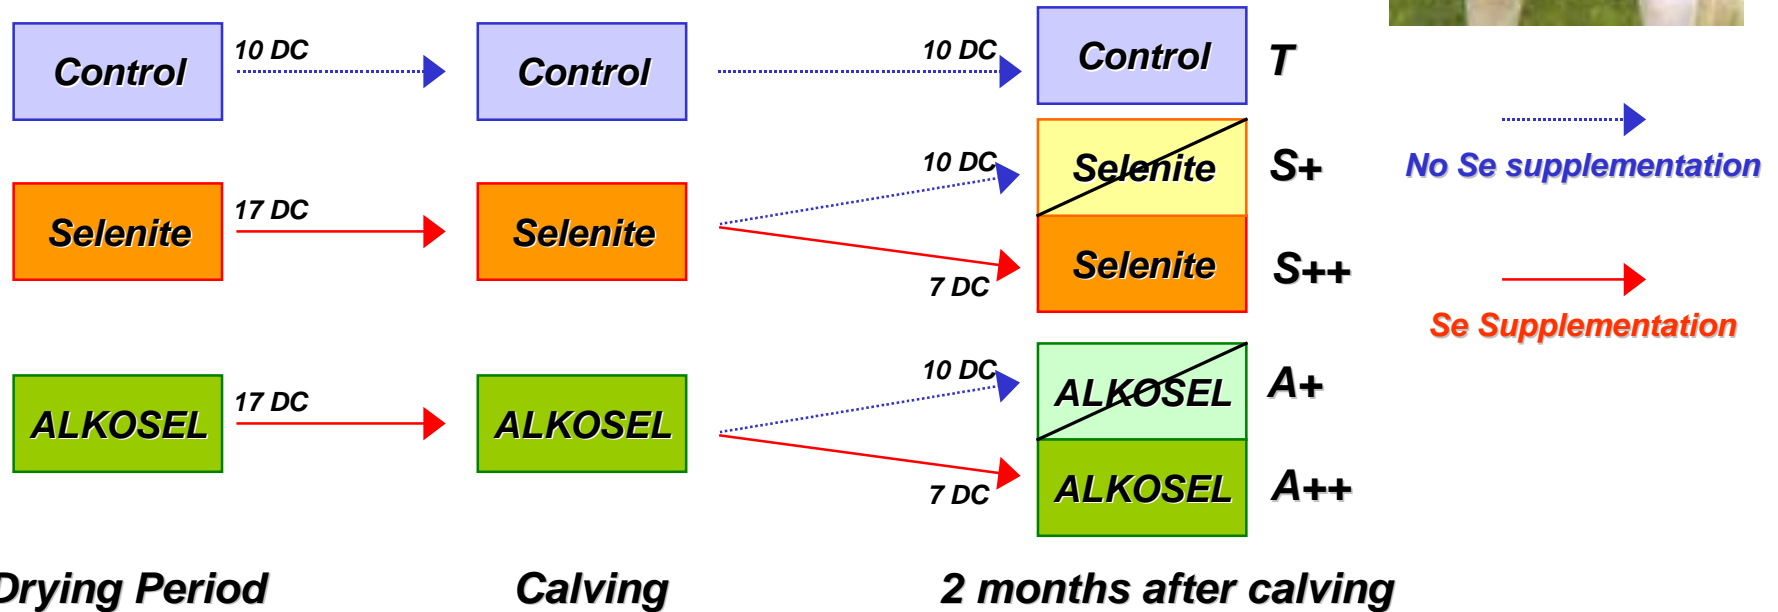 10 DC
10 DC
Control
Control
Control
T
10 DC
Selenite
S+
No Se supplementation
17 DC
Selenite
Selenite
Selenite
S++
7 DC
Se Supplementation
10 DC
ALKOSEL
A+
17 DC
ALKOSEL
ALKOSEL
ALKOSEL
A++
7 DC
Drying Period
Calving
2 months after calving